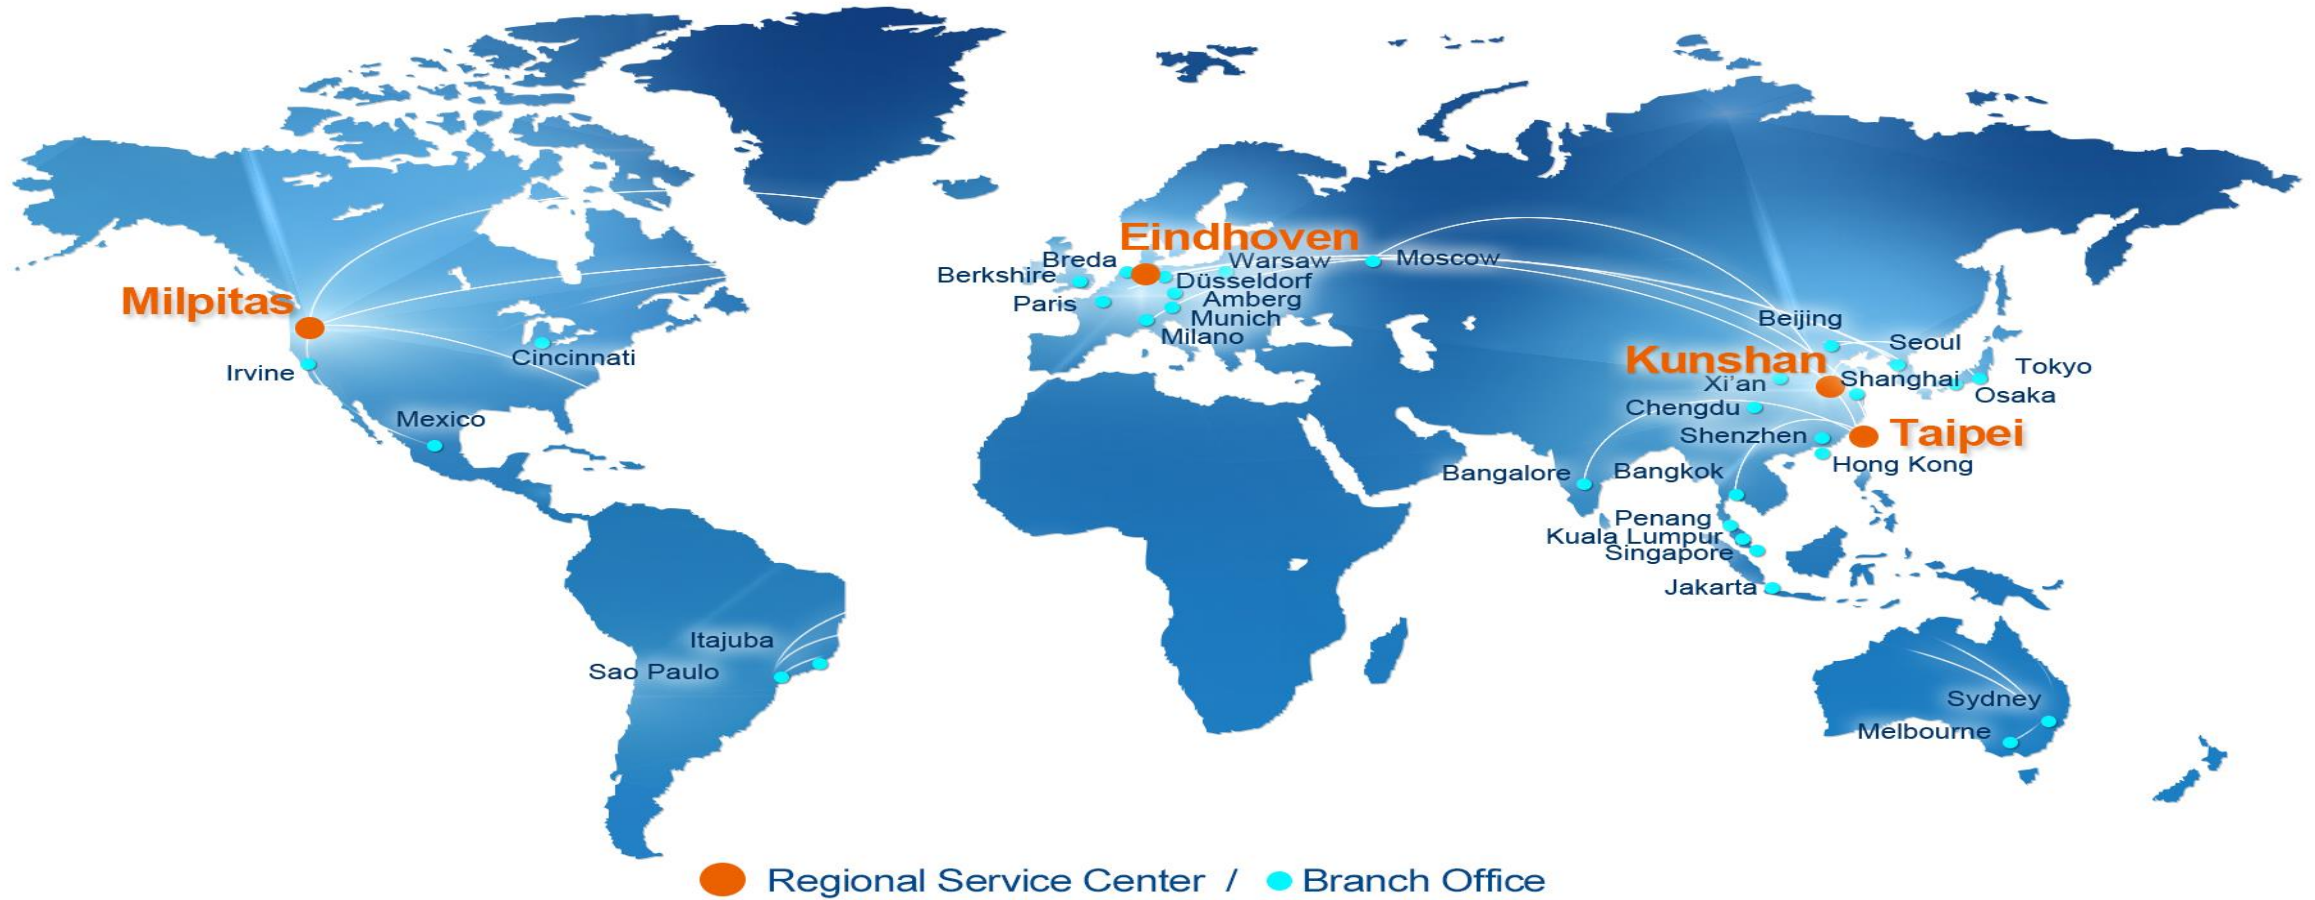 Eindhoven
Breda
Warsaw
Moscow
Berkshire
Düsseldorf
Paris
Amberg
Munich
Milano
Milpitas
Irvine
Cincinnati
Mexico
Beijing
Seoul
Kunshan
Tokyo
Xi'an
Shanghai
Osaka
Chengdu
Shenzhen
Taipei
Hong Kong
Bangalore
Bangkok
Penang
Kuala Lumpur
Singapore
Jakarta
Itajuba
Sao Paulo
Sydney
Melbourne
Regional Service Center / Branch Office